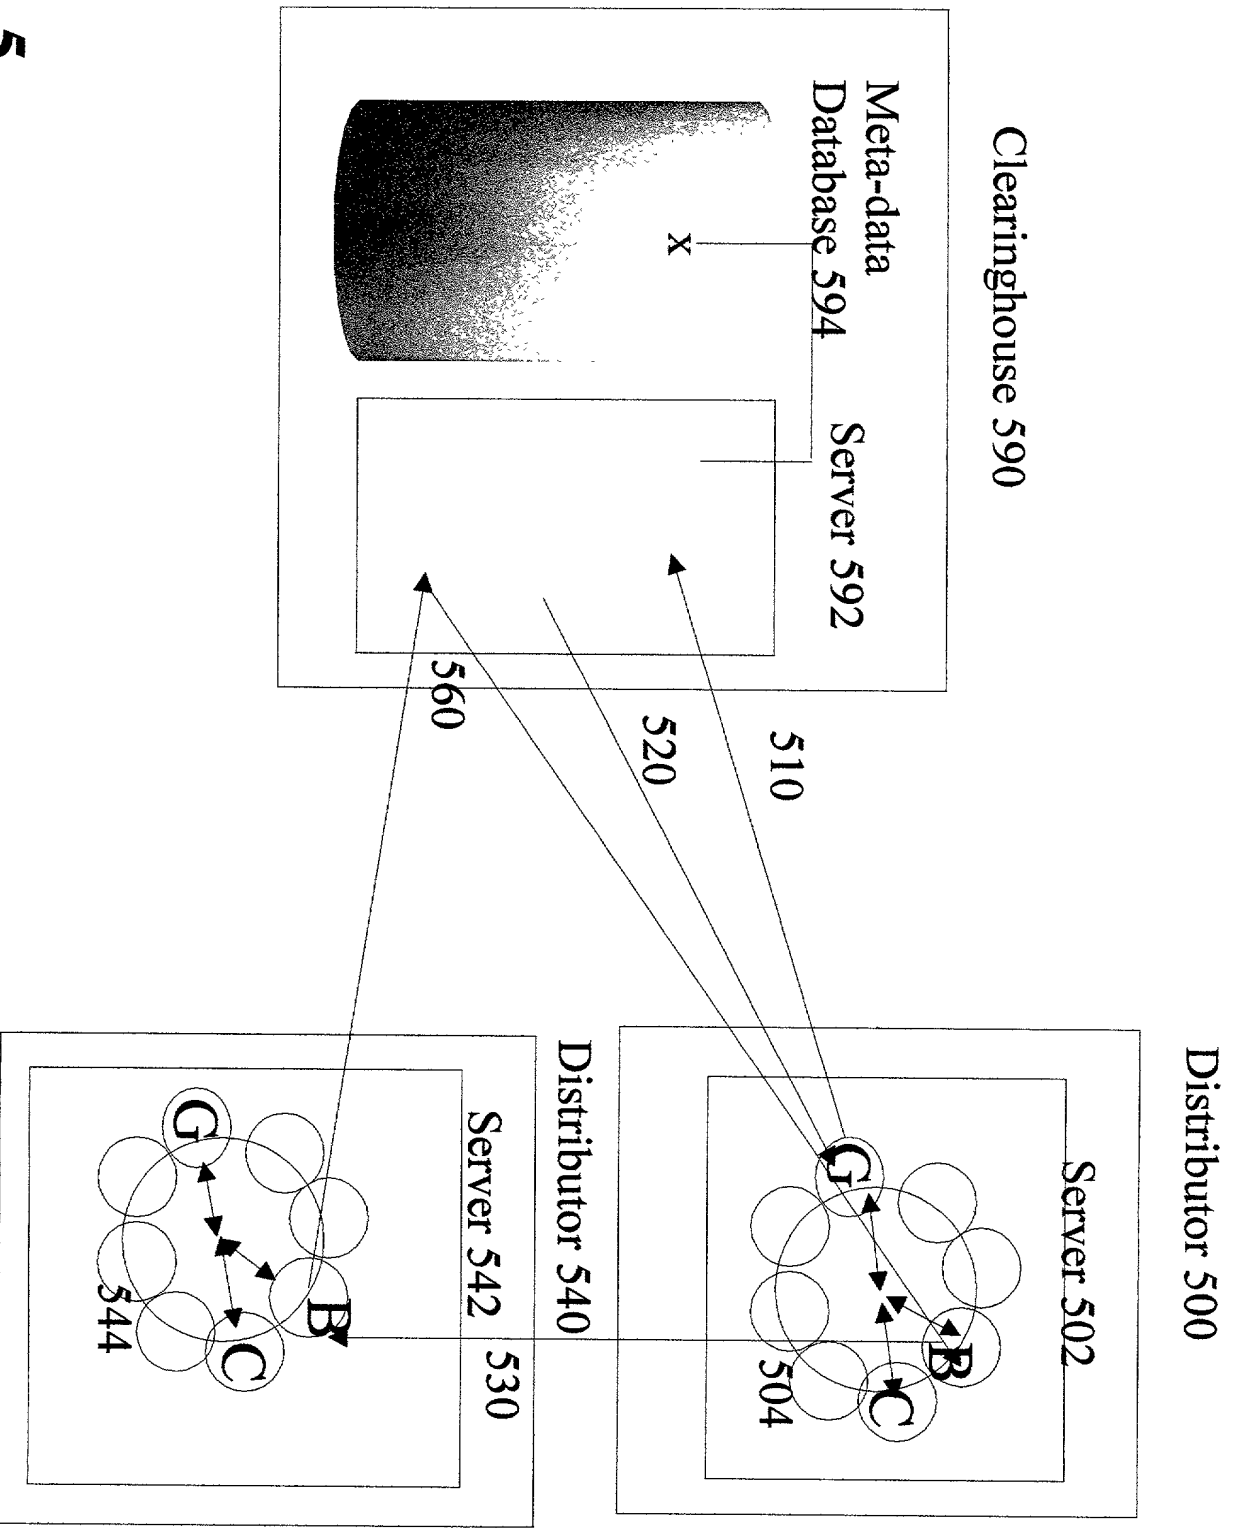 5
Clearinghouse 590
Meta-data
Database 594
x
Server 592
510
520
560
Distributor 500
Server 502
G
B
C
504
Distributor 540
530
Server 542
G
B
C
544